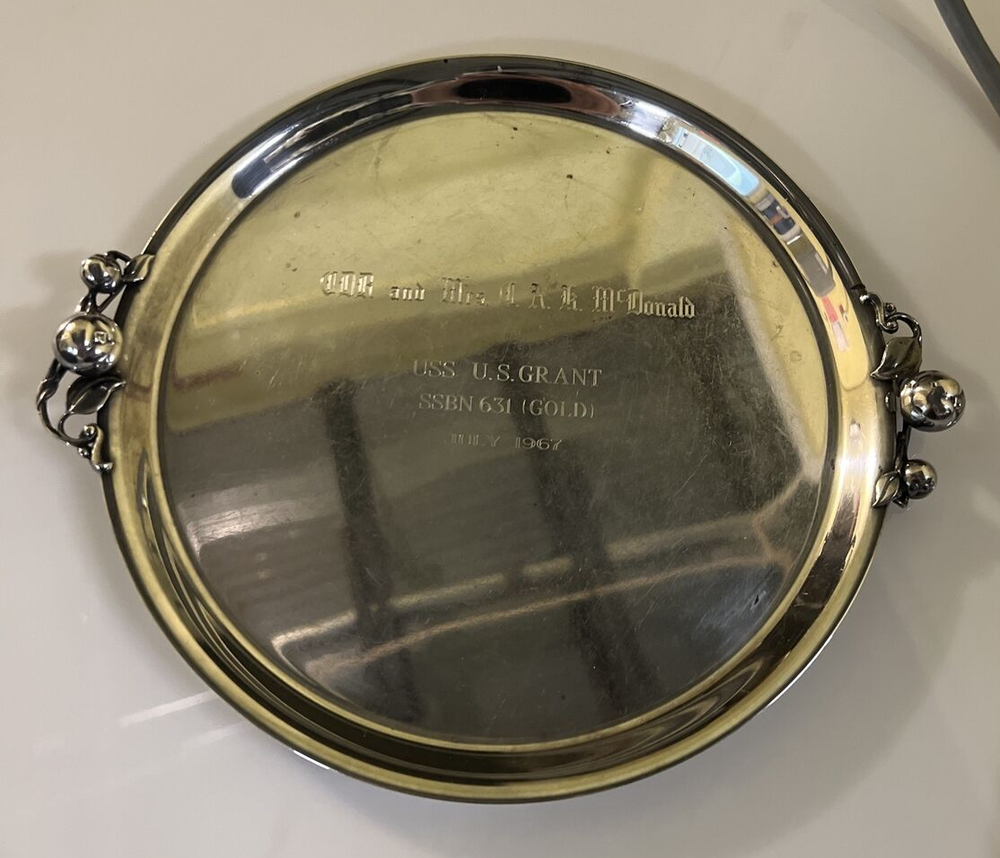 CDR and Mrs. C. A. K. McDonald
USS U.S. GRANT
SSBN 631 (GOLD)
JULY 1967